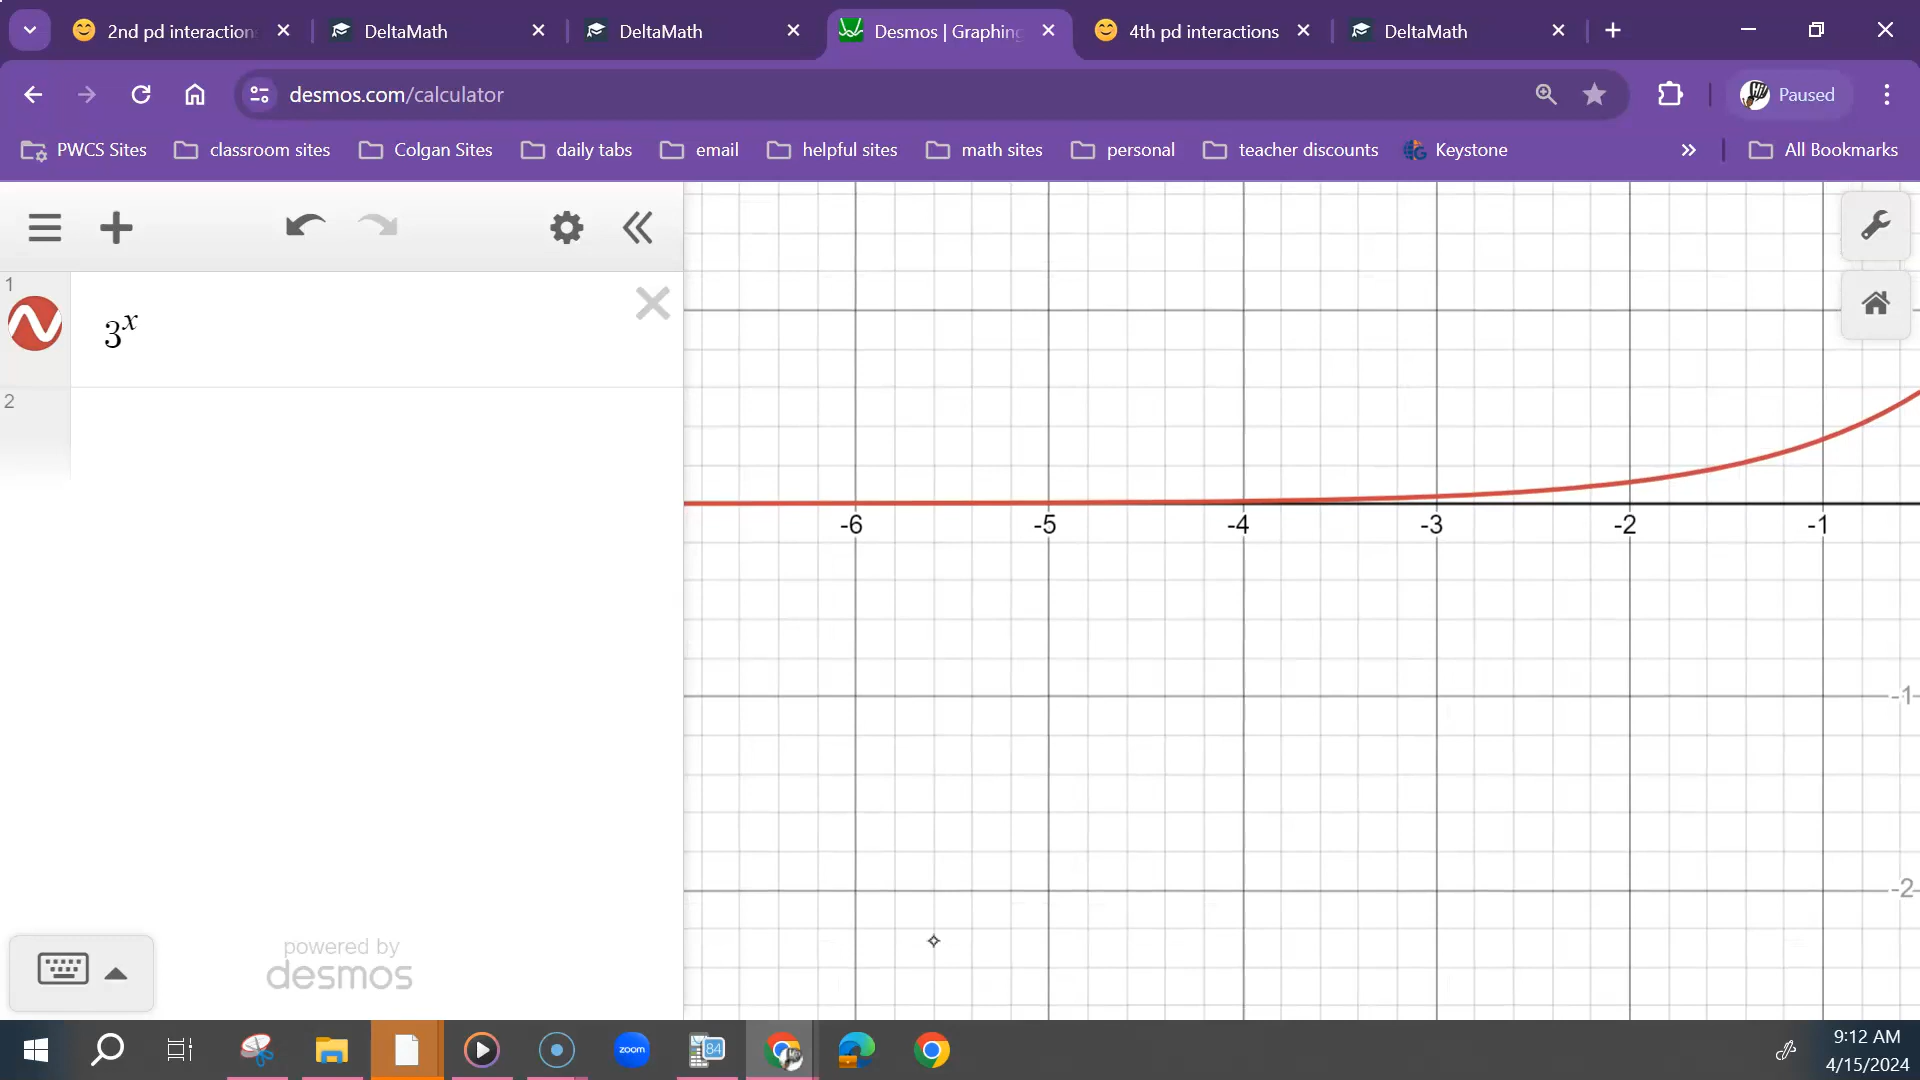 2nd pd interaction
DeltaMath
DeltaMath
Desmos | Graphing
4th pd interactions
DeltaMath
desmos.com/calculator
Paused
PWCS Sites
classroom sites
Colgan Sites
daily tabs
email
helpful sites
math sites
personal
teacher discounts
Keystone
All Bookmarks
1
3^x
2
-6
-5
-4
-3
-2
-1
-1
-2
powered by
desmos
zoom
84
9:12 AM
4/15/2024